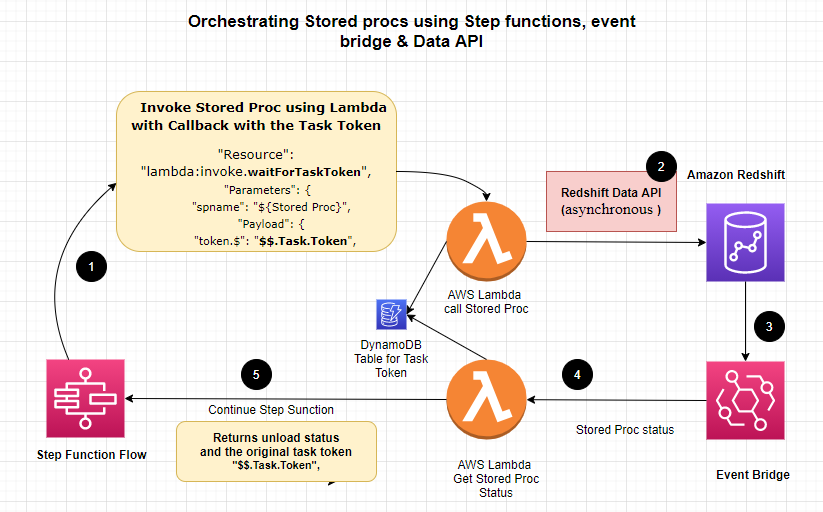 Orchestrating Stored procs using Step functions, event
bridge & Data API
Invoke Stored Proc using Lambda
with Callback with the Task Token
"Resource":
"lambda:invoke.waitForTaskToken",
"Parameters": {
"spname": "${Stored Proc}",
"Payload": {
"token.$": "$$.Task.Token",
2
Amazon Redshift
Redshift Data API
(asynchronous )
1
AWS Lambda
call Stored Proc
DynamoDB
Table for Task
Token
3
5
4
Continue Step Sunction
Stored Proc status
Returns unload status
and the original task token
"$$.Task.Token",
Step Function Flow
AWS Lambda
Get Stored Proc
Status
Event Bridge